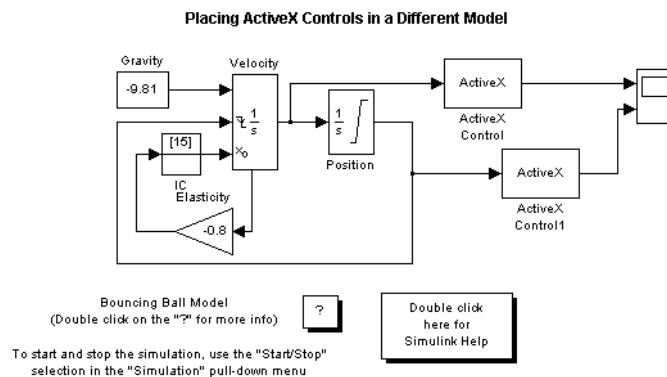 Placing ActiveX Controls in a Different Model
Gravity
-9.81
Velocity
1
s
x₀
[15]
IC
Elasticity
-0.8
1
s
Position
ActiveX
ActiveX
Control
ActiveX
ActiveX
Control1
Bouncing Ball Model
(Double click on the "?" for more info)
?
Double click
here for
Simulink Help
To start and stop the simulation, use the "Start/Stop"
selection in the "Simulation" pull-down menu